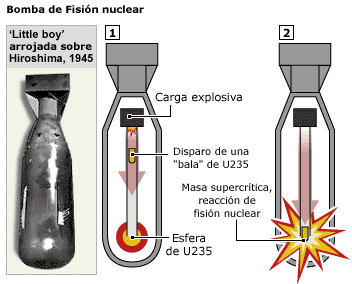 Bomba de Fisión nuclear
'Little boy'
arrojada sobre
Hiroshima, 1945
1
Carga explosiva
Disparo de una
"bala" de U235
Esfera
de U235
2
Masa supercrítica,
reacción de
fisión nuclear